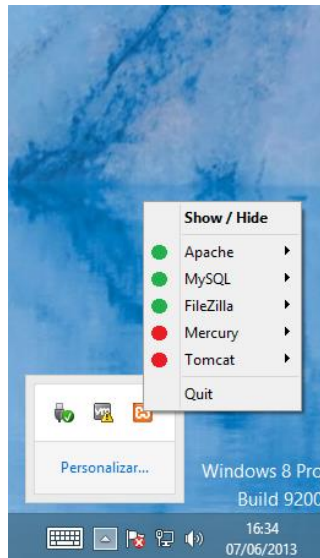 Show / Hide
Apache
MySQL
FileZilla
Mercury
Tomcat
Quit
Personalizar...
Windows 8 Pro
Build 9200
16:34
07/06/2013